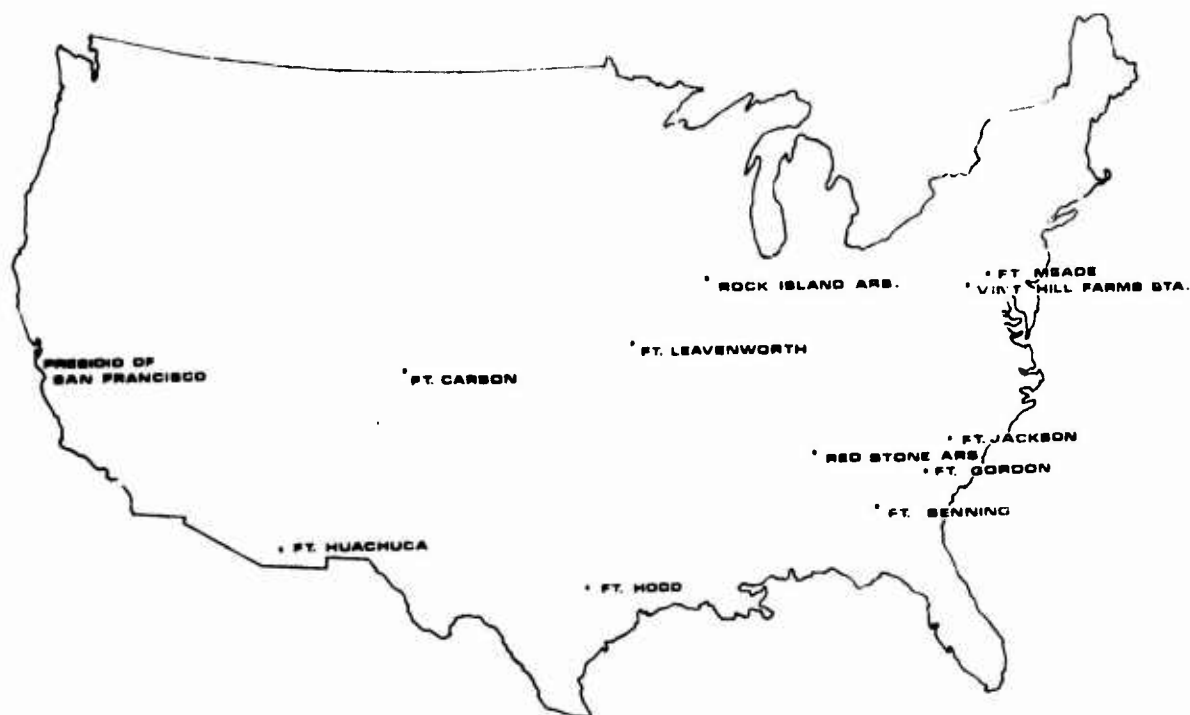 FT. MEADE
VINT HILL FARMS STA.
ROCK ISLAND ARS.
FT. LEAVENWORTH
PRESIDIO OF
SAN FRANCISCO
FT. CARSON
FT. JACKSON
RED STONE ARS.
FT. GORDON
FT. BENNING
FT. HUACHUCA
FT. HOOD